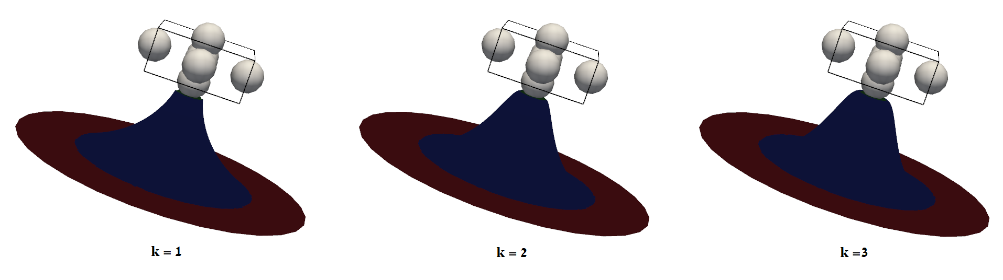 k = 1
k = 2
k =3